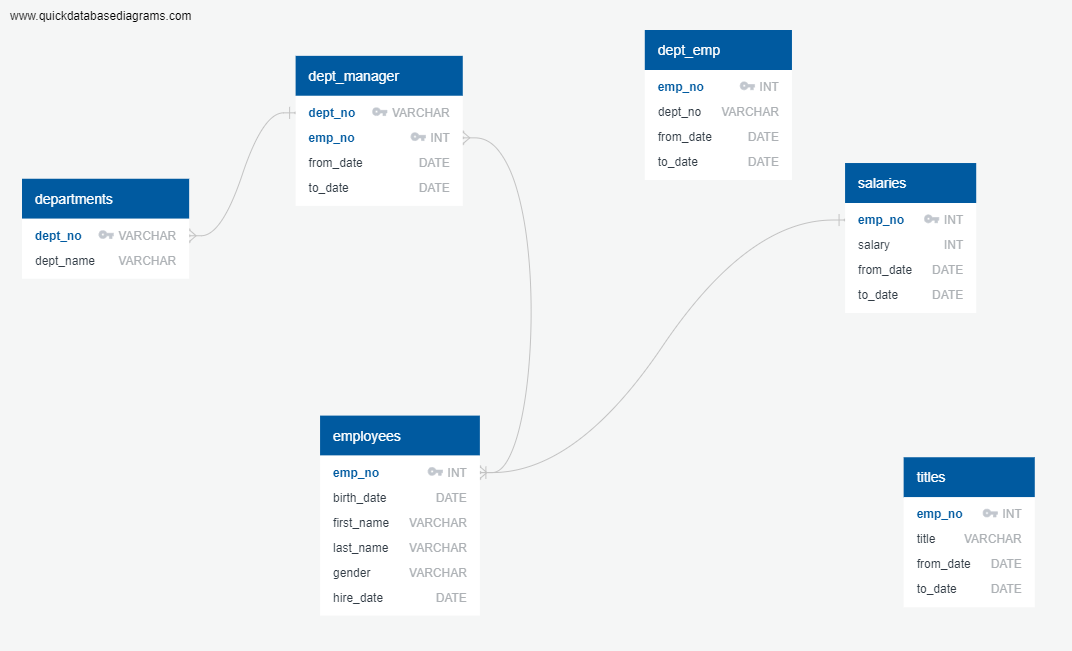 www.quickdatabasediagrams.com
dept_manager
dept_no VARCHAR
emp_no INT
from_date DATE
to_date DATE
dept_emp
emp_no INT
dept_no VARCHAR
from_date DATE
to_date DATE
departments
dept_no VARCHAR
dept_name VARCHAR
salaries
emp_no INT
salary INT
from_date DATE
to_date DATE
employees
emp_no INT
birth_date DATE
first_name VARCHAR
last_name VARCHAR
gender VARCHAR
hire_date DATE
titles
emp_no INT
title VARCHAR
from_date DATE
to_date DATE